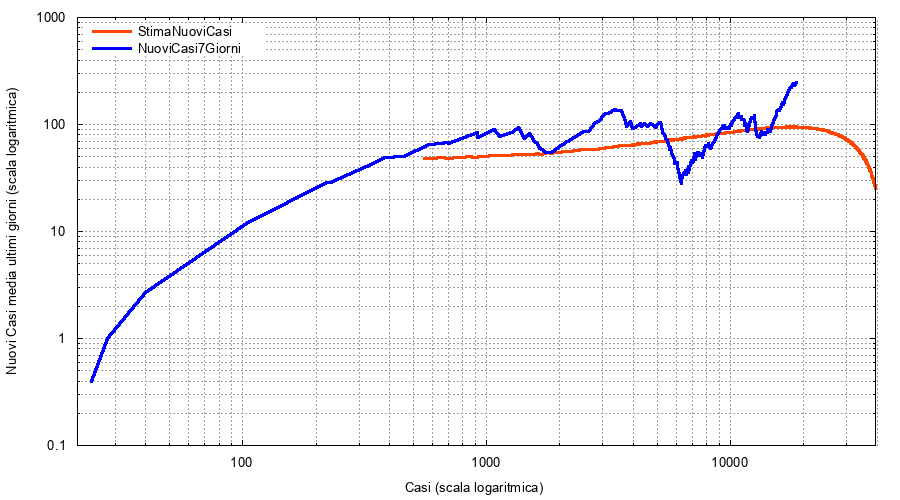 1000
StimaNuoviCasi
NuoviCasi7Giorni
100
10
1
0.1
Nuovi Casi media ultimi giorni (scala logaritmica)
100
1000
10000
Casi (scala logaritmica)